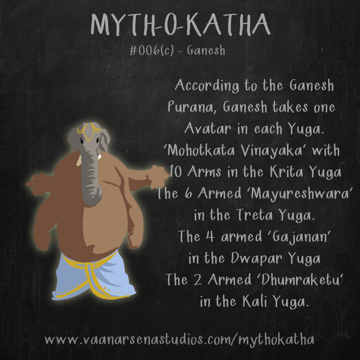 MYTH-O-KATHA
#006(c) - Ganesh
According to the Ganesh
Purana, Ganesh takes one
Avatar in each Yuga.
'Mohotkata Vinayaka' with
10 Arms in the Krita Yuga
The 6 Armed 'Mayureshwara'
in the Treta Yuga.
The 4 armed 'Gajanan'
in the Dwapar Yuga
The 2 Armed 'Dhumraketu'
in the Kali Yuga.
www.vaanarsenastudios.com/mythokatha